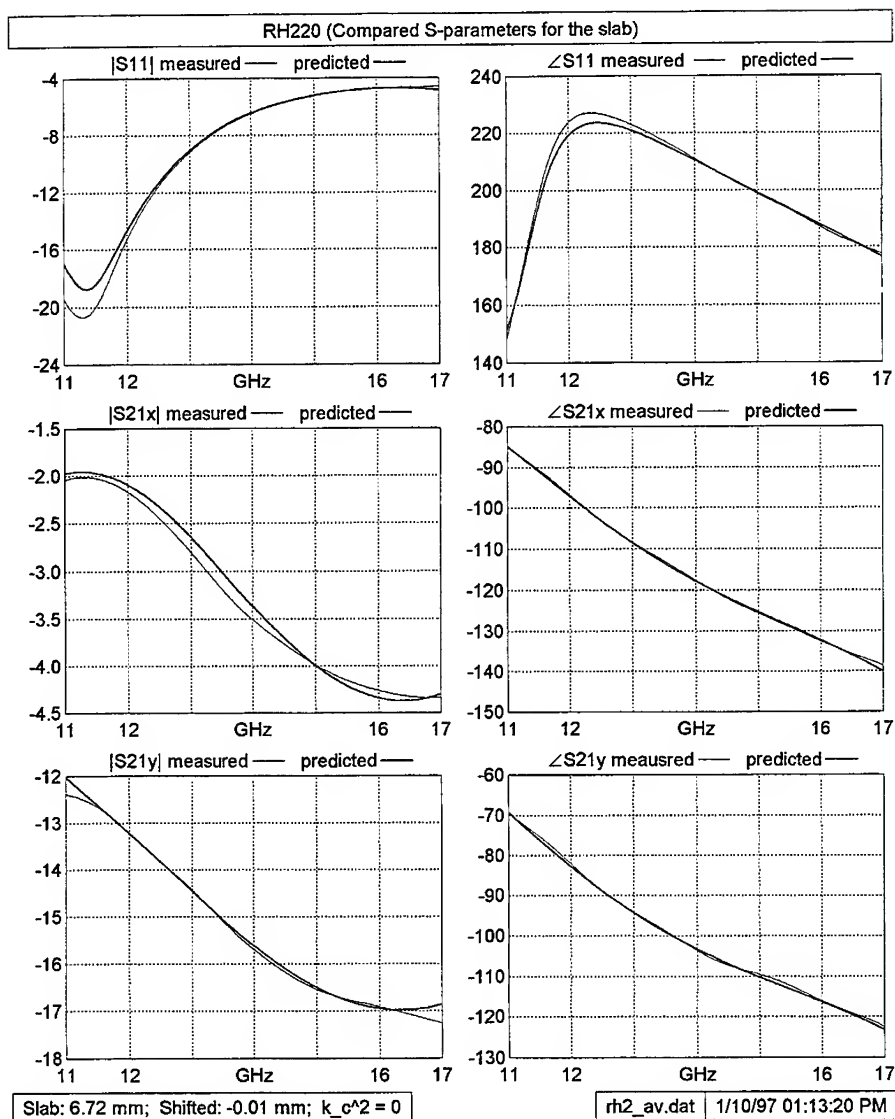 RH220 (Compared S-parameters for the slab)
|S11| measured predicted
-4
-8
-12
-16
-20
-24
11 12 GHz 16 17
∠S11 measured predicted
240
220
200
180
160
140
11 12 GHz 16 17
|S21x| measured predicted
-1.5
-2.0
-2.5
-3.0
-3.5
-4.0
-4.5
11 12 GHz 16 17
∠S21x measured predicted
-80
-90
-100
-110
-120
-130
-140
-150
11 12 GHz 16 17
|S21y| measured predicted
-12
-13
-14
-15
-16
-17
-18
11 12 GHz 16 17
∠S21y meausred predicted
-60
-70
-80
-90
-100
-110
-120
-130
11 12 GHz 16 17
Slab: 6.72 mm; Shifted: -0.01 mm; k_c^2 = 0
rh2_av.dat 1/10/97 01:13:20 PM